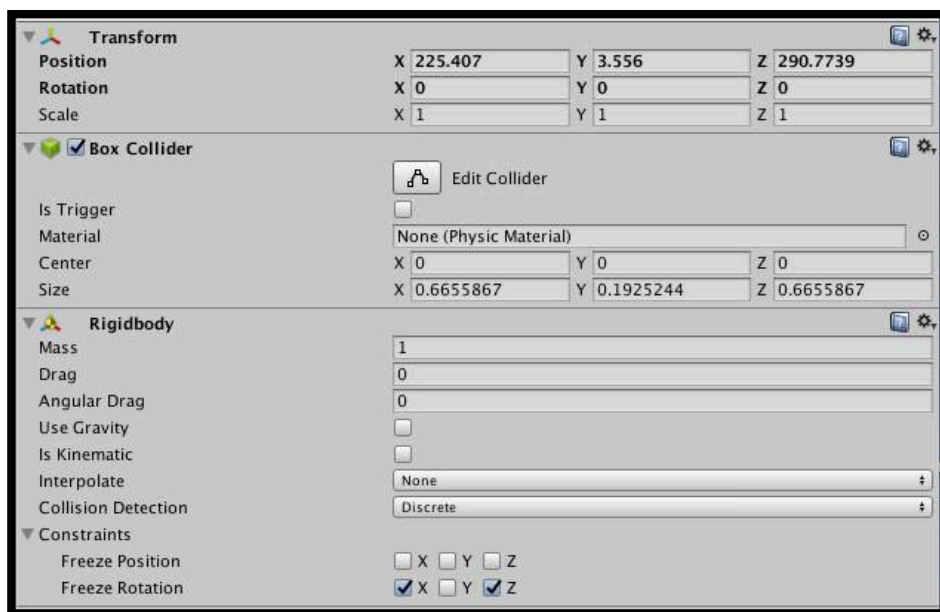 Transform
Position X 225.407 Y 3.556 Z 290.7739
Rotation X 0 Y 0 Z 0
Scale X 1 Y 1 Z 1
Box Collider
Edit Collider
Is Trigger
Material None (Physic Material)
Center X 0 Y 0 Z 0
Size X 0.6655867 Y 0.1925244 Z 0.6655867
Rigidbody
Mass 1
Drag 0
Angular Drag 0
Use Gravity
Is Kinematic
Interpolate None
Collision Detection Discrete
Constraints
Freeze Position X Y Z
Freeze Rotation X Y Z